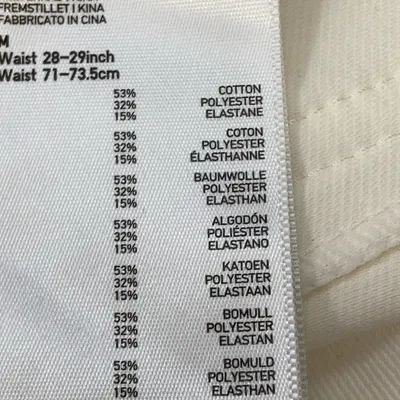 FREMSTILLET I KINA
FABBRICATO IN CINA
M
Waist 28-29inch
Waist 71-73.5cm
53% COTTON
32% POLYESTER
15% ELASTANE
53% COTON
32% POLYESTER
15% ÉLASTHANNE
53% BAUMWOLLE
32% POLYESTER
15% ELASTHAN
53% ALGODÓN
32% POLIÉSTER
15% ELASTANO
53% KATOEN
32% POLYESTER
15% ELASTAAN
53% BOMULL
32% POLYESTER
15% ELASTAN
53% BOMULD
32% POLYESTER
15% ELASTHAN